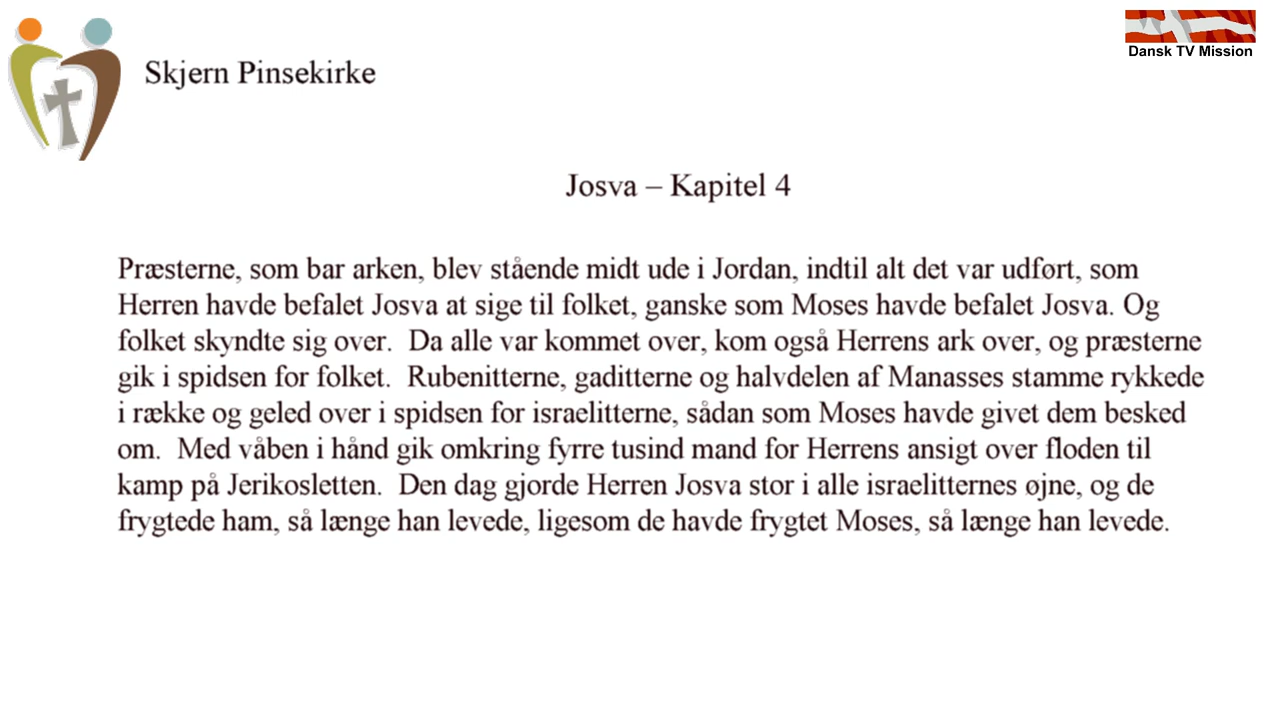 Skjern Pinsekirke
Dansk TV Mission
Josva – Kapitel 4
Præsterne, som bar arken, blev stående midt ude i Jordan, indtil alt det var udført, som
Herren havde befalet Josva at sige til folket, ganske som Moses havde befalet Josva. Og
folket skyndte sig over.  Da alle var kommet over, kom også Herrens ark over, og præsterne
gik i spidsen for folket.  Rubenitterne, gaditterne og halvdelen af Manasses stamme rykkede
i række og geled over i spidsen for israelitterne, sådan som Moses havde givet dem besked
om.  Med våben i hånd gik omkring fyrre tusind mand for Herrens ansigt over floden til
kamp på Jerikosletten.  Den dag gjorde Herren Josva stor i alle israelitternes øjne, og de
frygtede ham, så længe han levede, ligesom de havde frygtet Moses, så længe han levede.